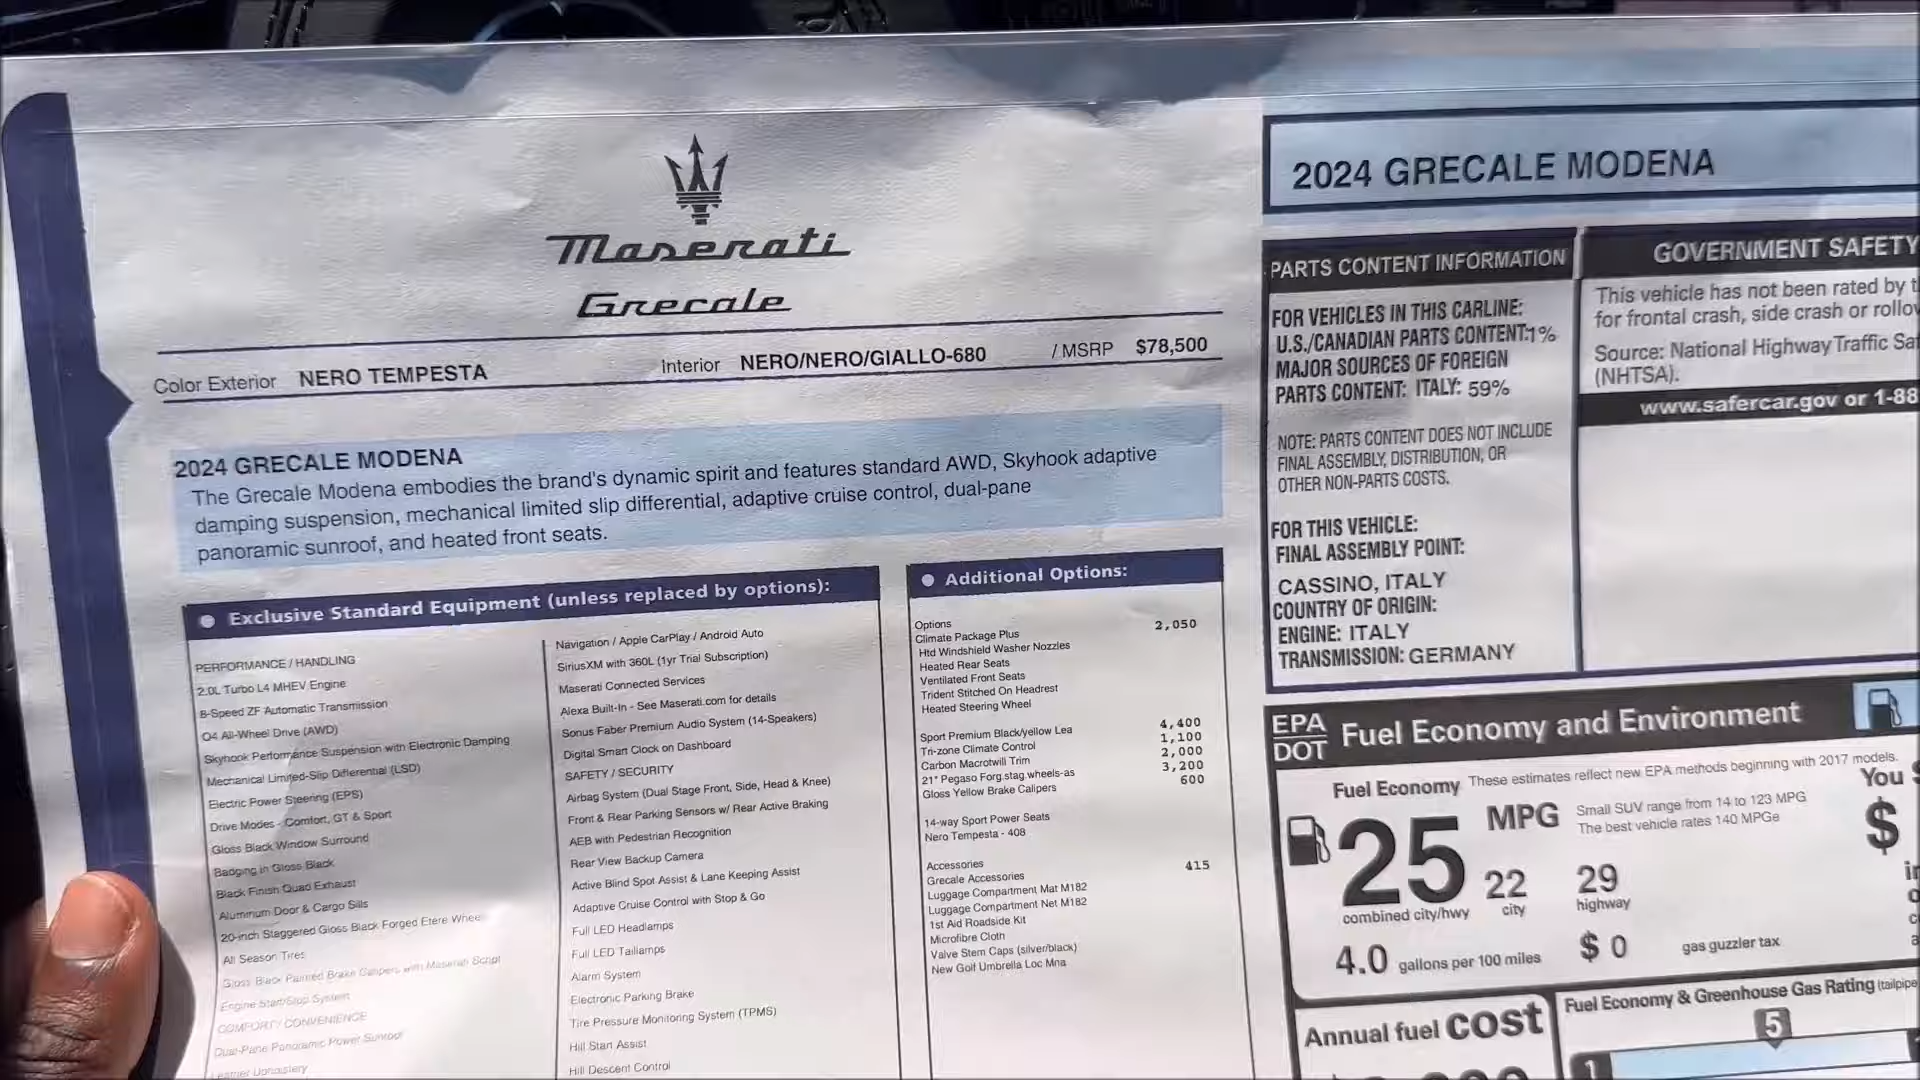 Maserati
Grecale
Color Exterior NERO TEMPESTA Interior NERO/NERO/GIALLO-680 / MSRP $78,500
2024 GRECALE MODENA
The Grecale Modena embodies the brand's dynamic spirit and features standard AWD, Skyhook adaptive
damping suspension, mechanical limited slip differential, adaptive cruise control, dual-pane
panoramic sunroof, and heated front seats.
Exclusive Standard Equipment (unless replaced by options):
PERFORMANCE / HANDLING
2.0L Turbo L4 MHEV Engine
8-Speed ZF Automatic Transmission
Q4 All-Wheel Drive (AWD)
Skyhook Performance Suspension with Electronic Damping
Mechanical Limited-Slip Differential (LSD)
Electric Power Steering (EPS)
Drive Modes - Comfort, GT & Sport
Gloss Black Window Surround
Badging in Gloss Black
Black Finish Quad Exhaust
Aluminum Door & Cargo Sills
20-inch Staggered Gloss Black Forged Etere Whee
All Season Tires
Gloss Black Painted Brake Calipers with Maserati Script
Engine Start/Stop System
COMFORT / CONVENIENCE
Dual-Pane Panoramic Power Sunroof
Leather Upholstery
Navigation / Apple CarPlay / Android Auto
SiriusXM with 360L (1yr Trial Subscription)
Maserati Connected Services
Alexa Built-In - See Maserati.com for details
Sonus Faber Premium Audio System (14-Speakers)
Digital Smart Clock on Dashboard
SAFETY / SECURITY
Airbag System (Dual Stage Front, Side, Head & Knee)
Front & Rear Parking Sensors w/ Rear Active Braking
AEB with Pedestrian Recognition
Rear View Backup Camera
Active Blind Spot Assist & Lane Keeping Assist
Adaptive Cruise Control with Stop & Go
Full LED Headlamps
Full LED Taillamps
Alarm System
Electronic Parking Brake
Tire Pressure Monitoring System (TPMS)
Hill Start Assist
Hill Descent Control
Additional Options:
Options
Climate Package Plus 2,050
Htd Windshield Washer Nozzles
Heated Rear Seats
Ventilated Front Seats
Trident Stitched On Headrest
Heated Steering Wheel
Sport Premium Black/yellow Lea 4,400
Tri-zone Climate Control 1,100
Carbon Macrotwill Trim 2,000
21" Pegaso Forg.stag.wheels-as 3,200
Gloss Yellow Brake Calipers 600
14-way Sport Power Seats
Nero Tempesta - 408
Accessories
Grecale Accessories 415
Luggage Compartment Mat M182
Luggage Compartment Net M182
1st Aid Roadside Kit
Microfibre Cloth
Valve Stem Caps (silver/black)
New Golf Umbrella Loc Mna
2024 GRECALE MODENA
PARTS CONTENT INFORMATION
FOR VEHICLES IN THIS CARLINE:
U.S./CANADIAN PARTS CONTENT:1%
MAJOR SOURCES OF FOREIGN
PARTS CONTENT: ITALY: 59%
NOTE: PARTS CONTENT DOES NOT INCLUDE
FINAL ASSEMBLY, DISTRIBUTION, OR
OTHER NON-PARTS COSTS.
FOR THIS VEHICLE:
FINAL ASSEMBLY POINT:
CASSINO, ITALY
COUNTRY OF ORIGIN:
ENGINE: ITALY
TRANSMISSION: GERMANY
GOVERNMENT SAFETY
This vehicle has not been rated by t
for frontal crash, side crash or rollov
Source: National Highway Traffic Saf
(NHTSA).
www.safercar.gov or 1-88
EPA
DOT
Fuel Economy and Environment
Fuel Economy These estimates reflect new EPA methods beginning with 2017 models.
25 MPG
combined city/hwy
22
city
29
highway
Small SUV range from 14 to 123 MPG
The best vehicle rates 140 MPGe
4.0 gallons per 100 miles
$ 0 gas guzzler tax
You
$
Annual fuel cost
Fuel Economy & Greenhouse Gas Rating (tailpipe
5
1